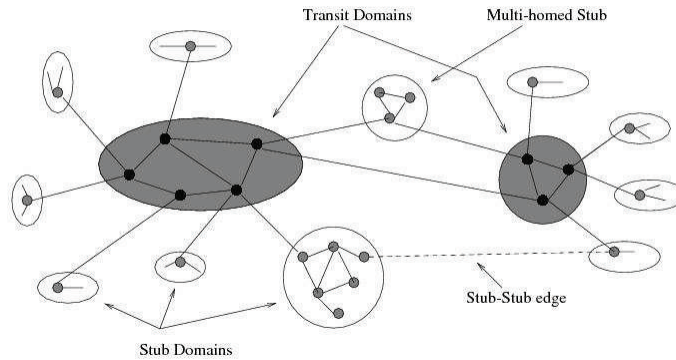 Transit Domains
Multi-homed Stub
Stub-Stub edge
Stub Domains